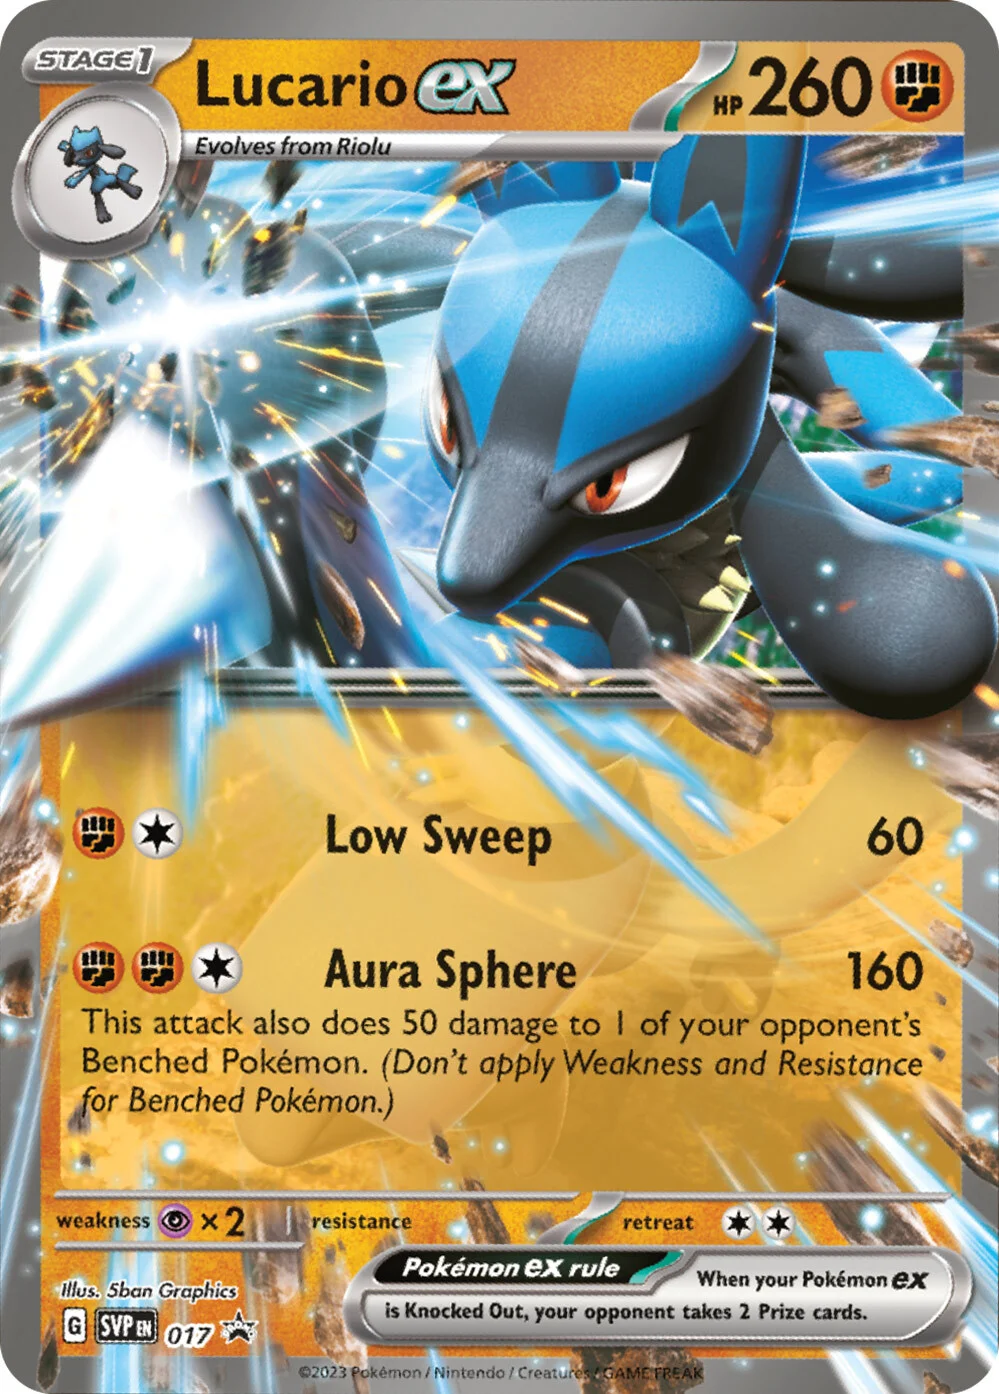 STAGE1
Lucario ex
HP 260
Evolves from Riolu
Low Sweep 60
Aura Sphere 160
This attack also does 50 damage to 1 of your opponent's
Benched Pokémon. (Don't apply Weakness and Resistance
for Benched Pokémon.)
weakness ×2 resistance retreat
Pokémon ex rule When your Pokémon ex
is Knocked Out, your opponent takes 2 Prize cards.
Illus. 5ban Graphics
G SVP EN 017
©2023 Pokémon / Nintendo / Creatures / GAME FREAK